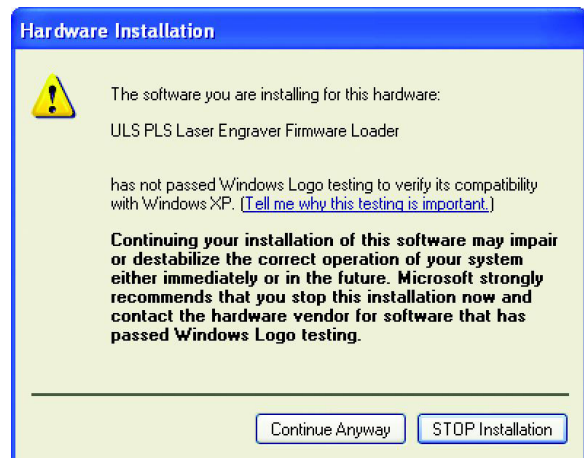 Hardware Installation
The software you are installing for this hardware:
ULS PLS Laser Engraver Firmware Loader
has not passed Windows Logo testing to verify its compatibility
with Windows XP. (Tell me why this testing is important.)
Continuing your installation of this software may impair
or destabilize the correct operation of your system
either immediately or in the future. Microsoft strongly
recommends that you stop this installation now and
contact the hardware vendor for software that has
passed Windows Logo testing.
Continue Anyway
STOP Installation